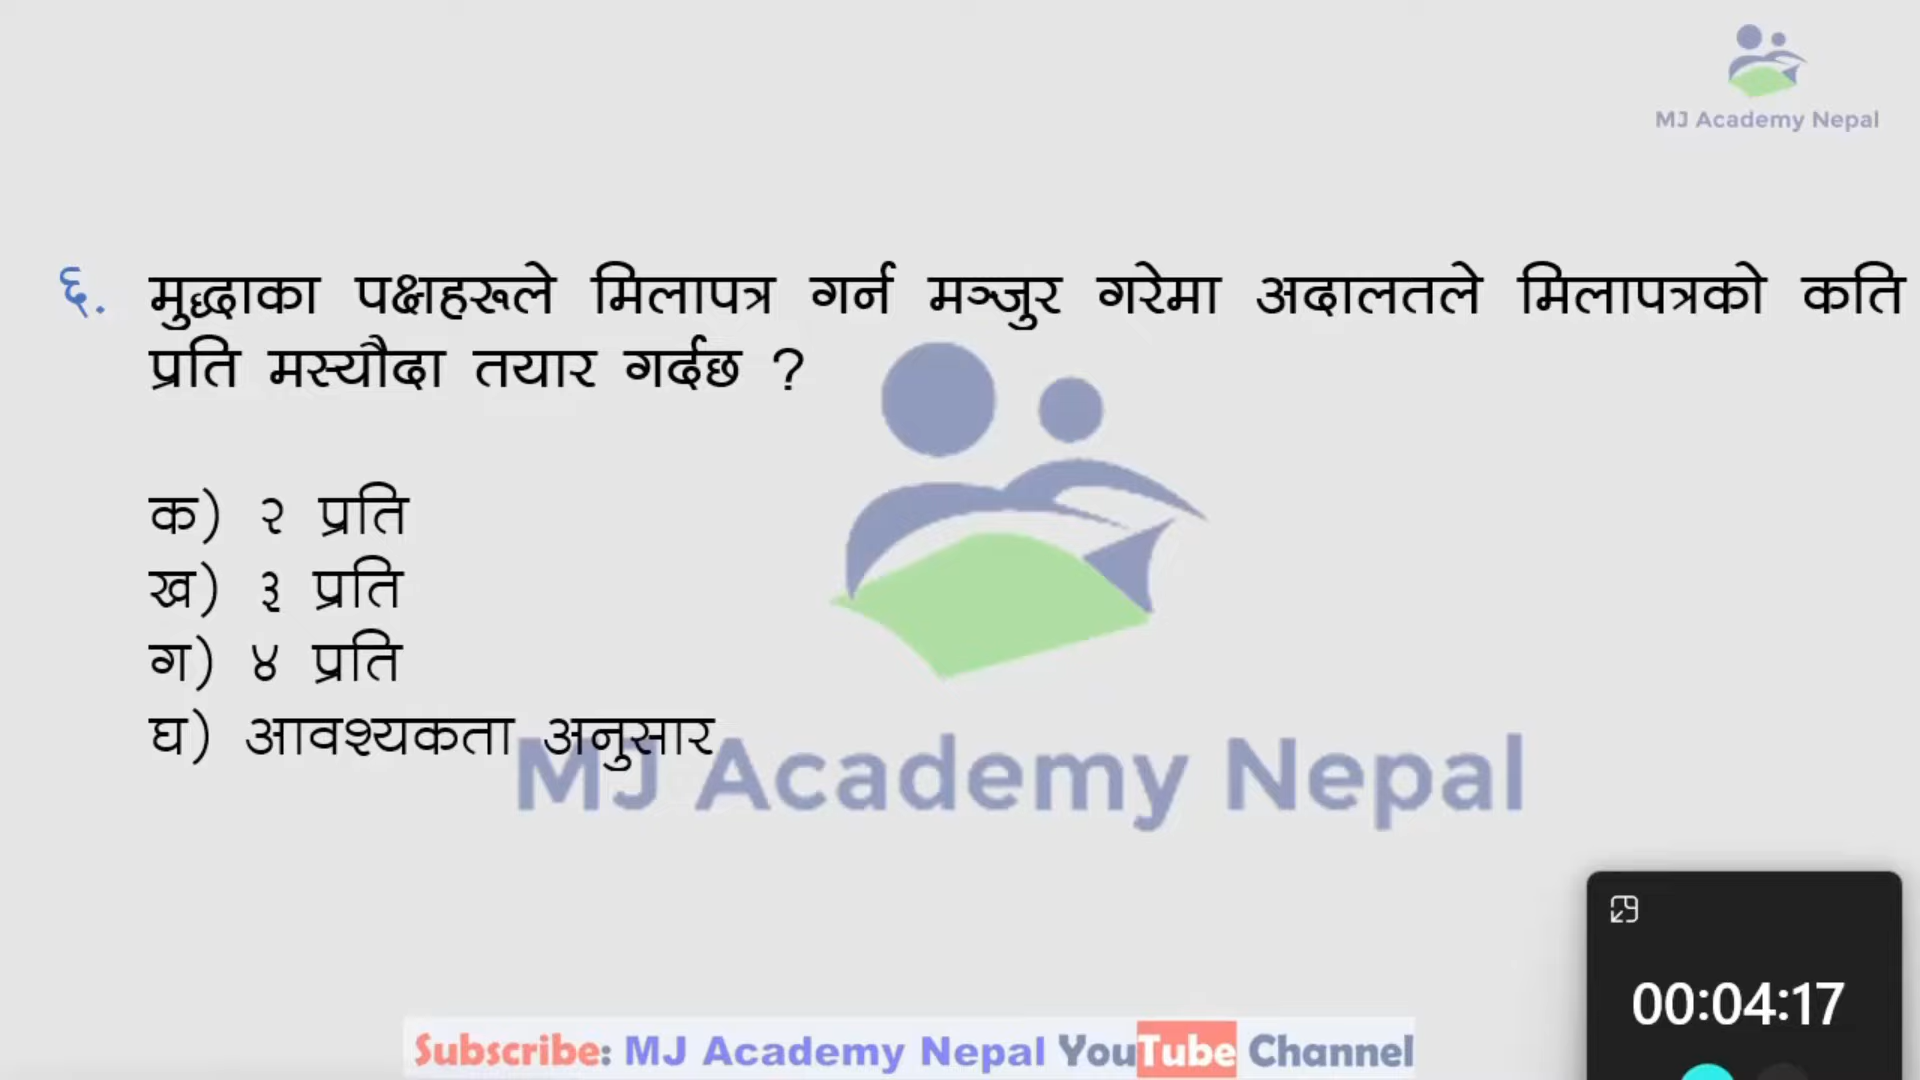 MJ Academy Nepal
६. मुद्धाका पक्षहरूले मिलापत्र गर्न मञ्जुर गरेमा अदालतले मिलापत्रको कति
प्रति मस्यौदा तयार गर्दछ ?
क) २ प्रति
ख) ३ प्रति
ग) ४ प्रति
घ) आवश्यकता अनुसार
MJ Academy Nepal
00:04:17
Subscribe: MJ Academy Nepal YouTube Channel